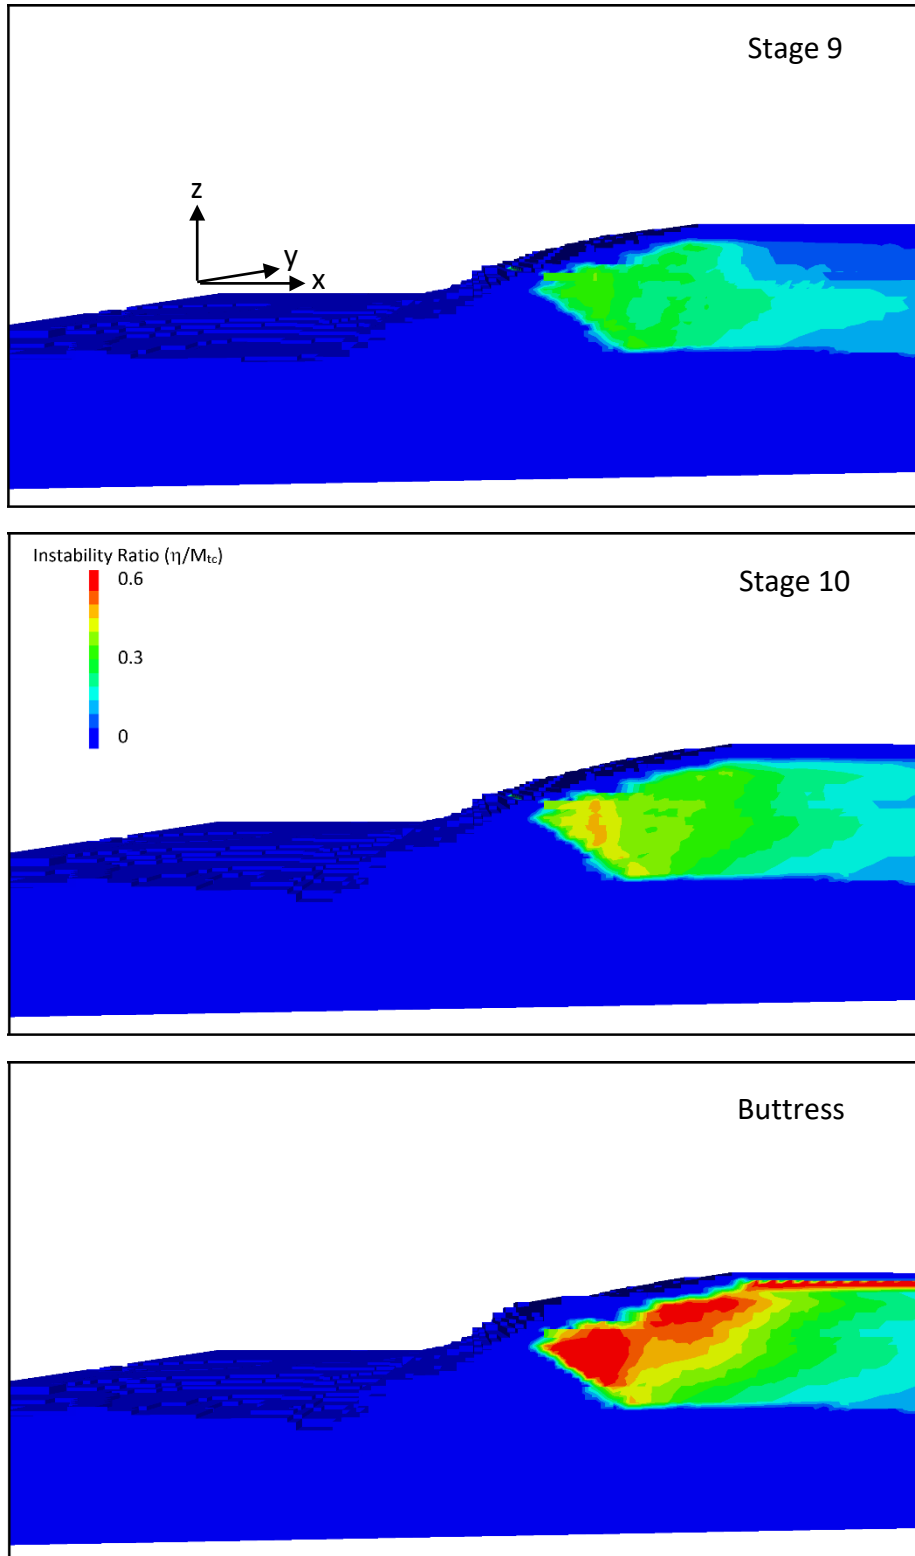 Stage 9
z
y
x
Instability Ratio (η/Mtc)
0.6
Stage 10
0.3
0
Buttress